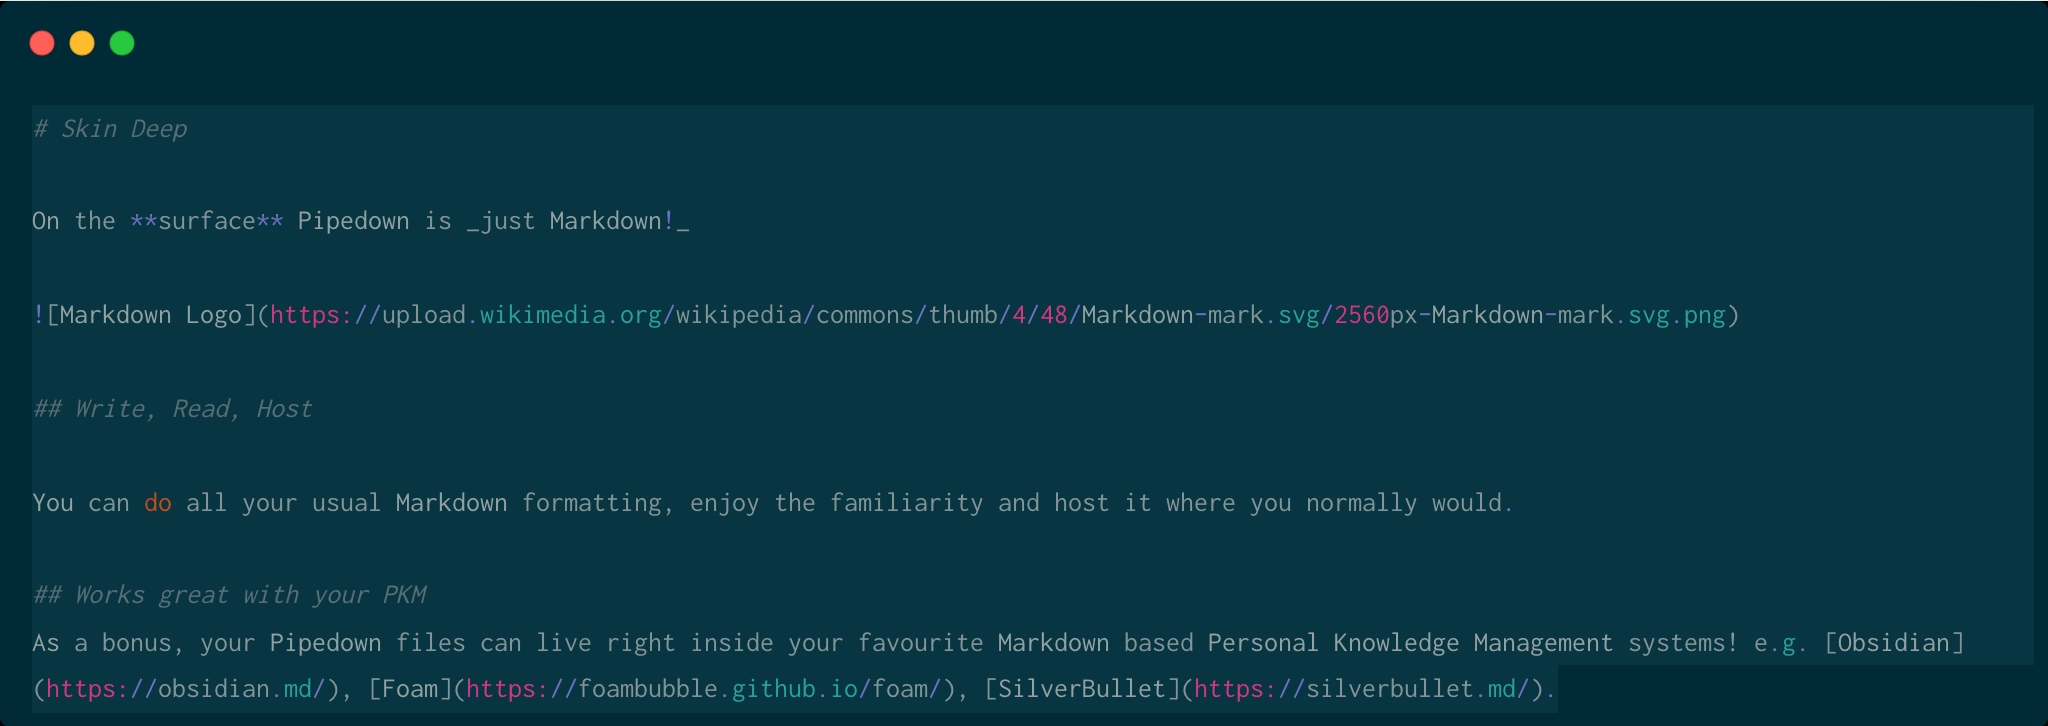 # Skin Deep
On the **surface** Pipedown is _just Markdown!_
![Markdown Logo](https://upload.wikimedia.org/wikipedia/commons/thumb/4/48/Markdown-mark.svg/2560px-Markdown-mark.svg.png)
## Write, Read, Host
You can do all your usual Markdown formatting, enjoy the familiarity and host it where you normally would.
## Works great with your PKM
As a bonus, your Pipedown files can live right inside your favourite Markdown based Personal Knowledge Management systems! e.g. [Obsidian]
(https://obsidian.md/), [Foam](https://foambubble.github.io/foam/), [SilverBullet](https://silverbullet.md/).